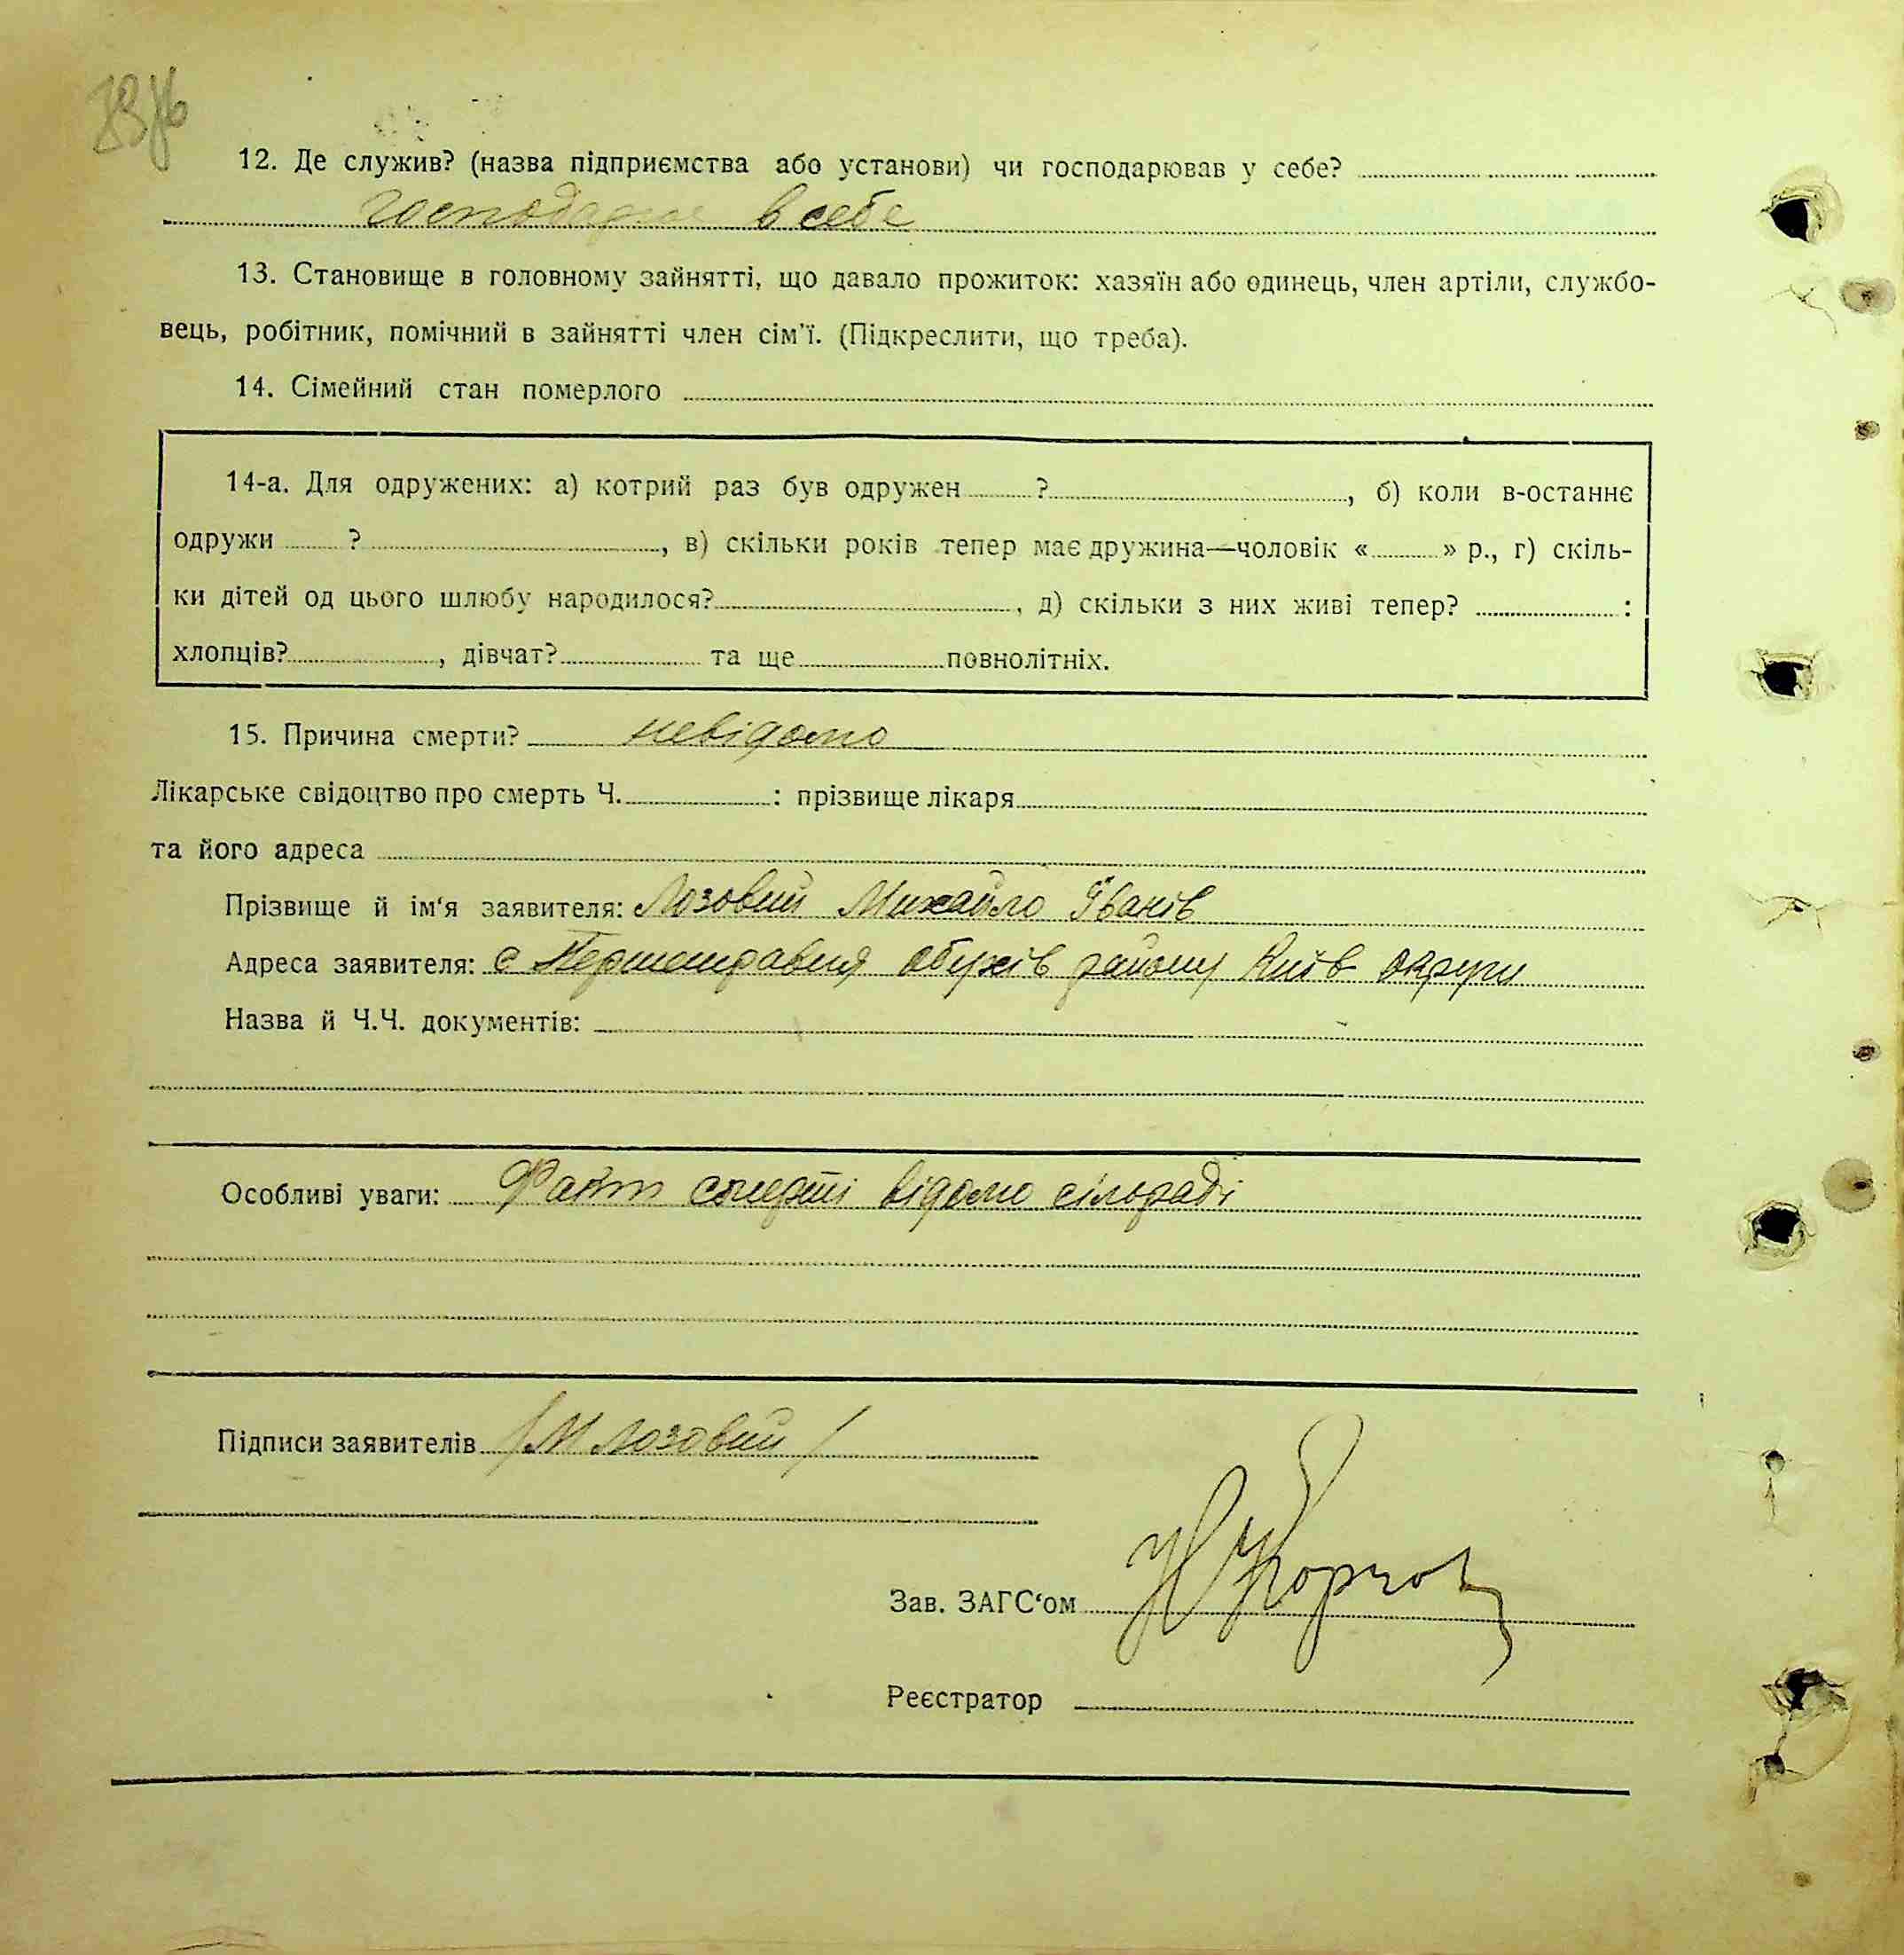 12. Де служив? (назва підприємства або установи) чи господарював у себе?
в себе
13. Становище в головному зайнятті, що давало прожиток: хазяїн або одинець, член артіли, службо-
вець, робітник, помічний в зайнятті член сім'ї. (Підкреслити, що треба).
14. Сімейний стан померлого
14-а. Для одружених: а) котрий раз був одружен ? , б) коли в-останнє
одружи ? , в) скільки років тепер має дружина—чоловік « » р., г) скіль-
ки дітей од цього шлюбу народилося? , д) скільки з них живі тепер? :
хлопців? , дівчат? та ще повнолітніх.
15. Причина смерти? невідомо
Лікарське свідоцтво про смерть Ч. : прізвище лікаря
та його адреса
Прізвище й ім'я заявителя: Лозовий Михайло Іванів
Адреса заявителя: с обухів району Київ округи
Назва й Ч.Ч. документів:
Особливі уваги: Факт смерти відомо сільраді
Підписи заявителів /М Лозовий/
Зав. ЗАГС'ом
Реєстратор